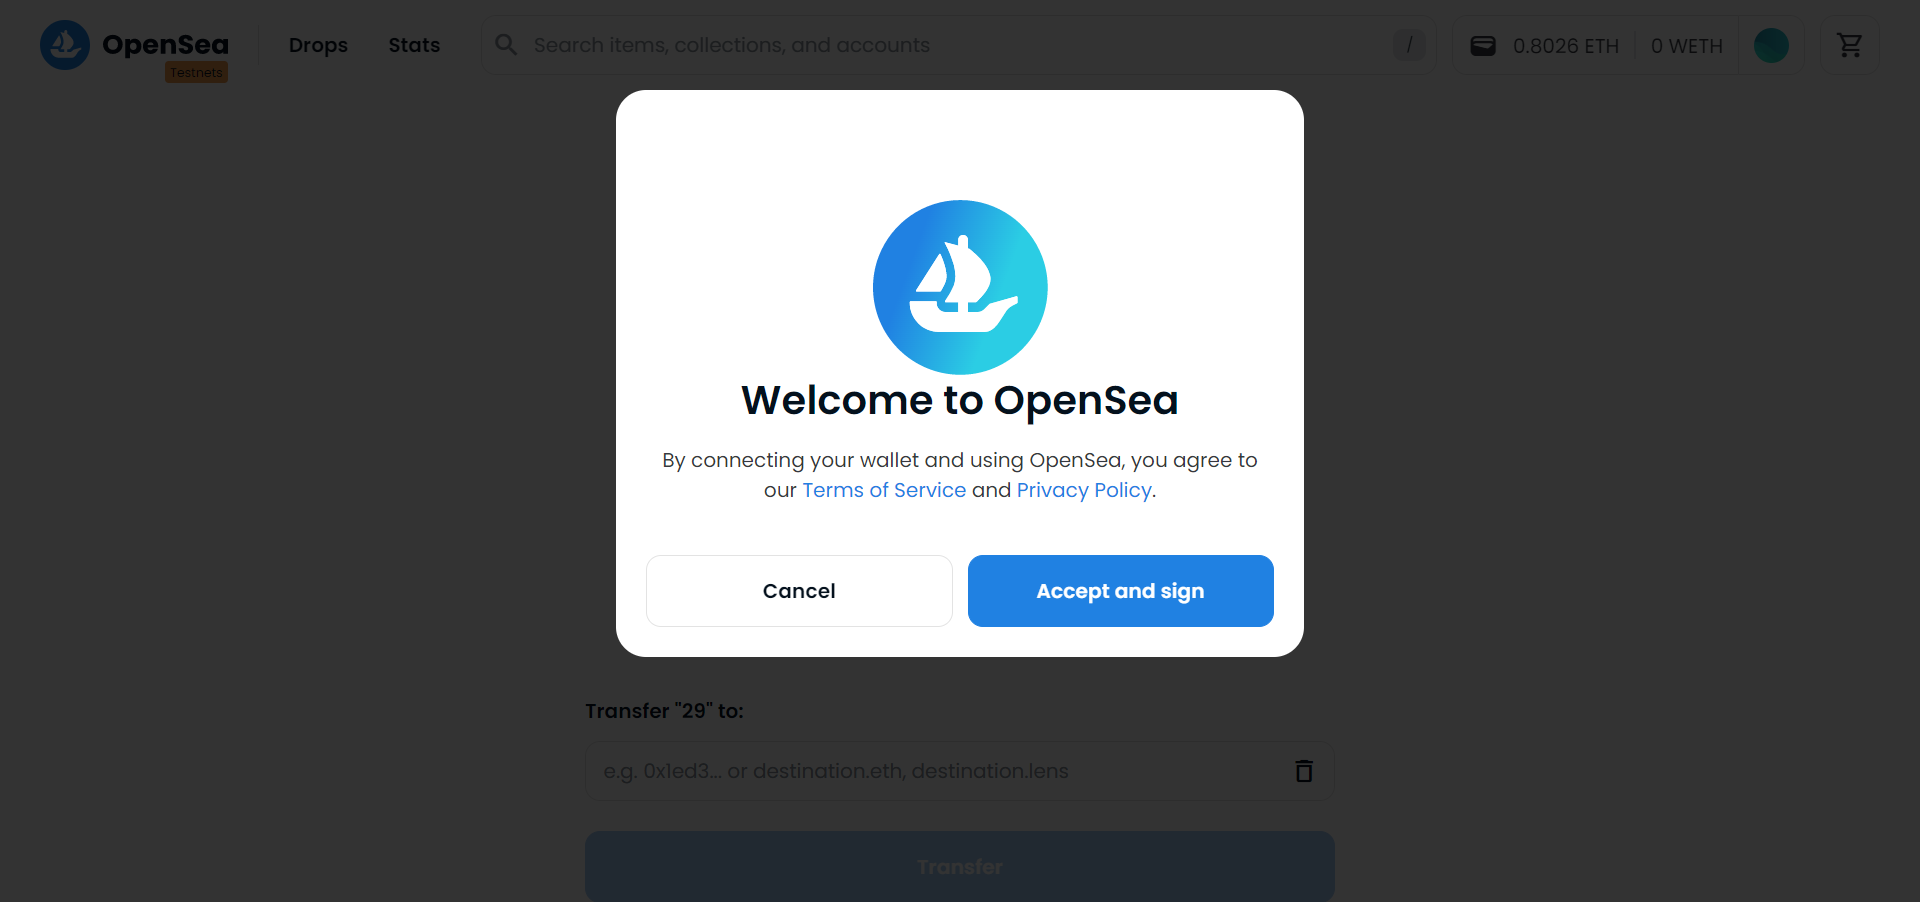 OpenSea
Testnets
Drops
Stats
Search items, collections, and accounts
/
0.8026 ETH
0 WETH
Welcome to OpenSea
By connecting your wallet and using OpenSea, you agree to
our Terms of Service and Privacy Policy.
Cancel
Accept and sign
Transfer "29" to:
e.g. 0x1ed3... or destination.eth, destination.lens
Transfer